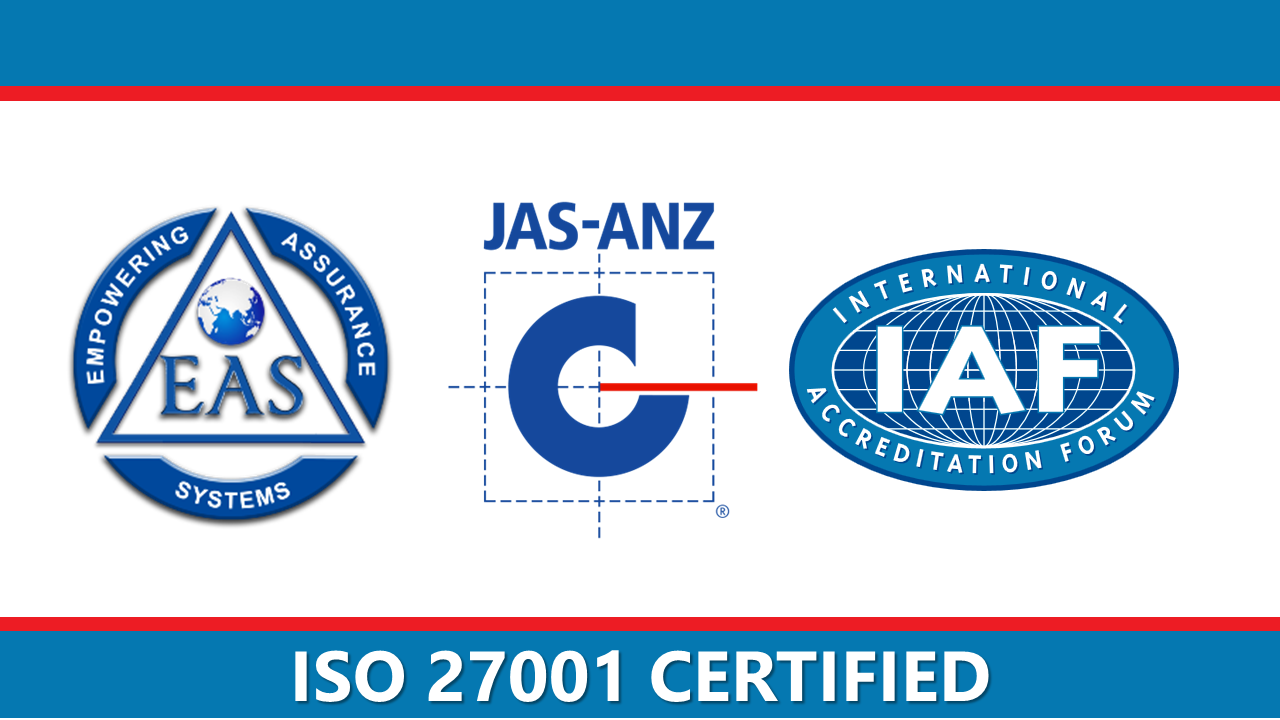 EMPOWERING ASSURANCE
EAS
SYSTEMS
JAS-ANZ
®
INTERNATIONAL
IAF
ACCREDITATION FORUM
ISO 27001 CERTIFIED